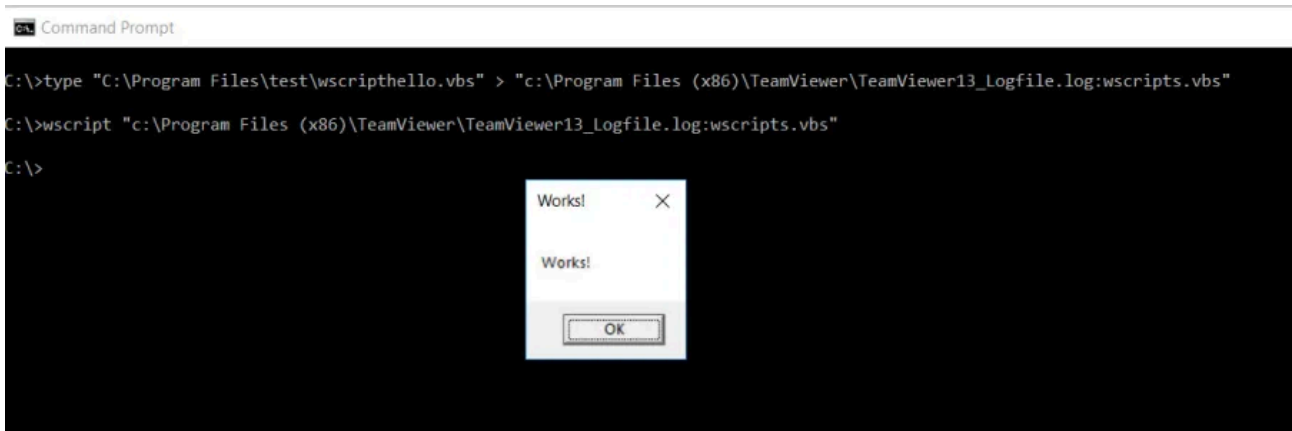 Command Prompt
C:\>type "C:\Program Files\test\wscripthello.vbs" > "c:\Program Files (x86)\TeamViewer\TeamViewer13_Logfile.log:wscripts.vbs"
C:\>wscript "c:\Program Files (x86)\TeamViewer\TeamViewer13_Logfile.log:wscripts.vbs"
C:\>
Works!
Works!
OK